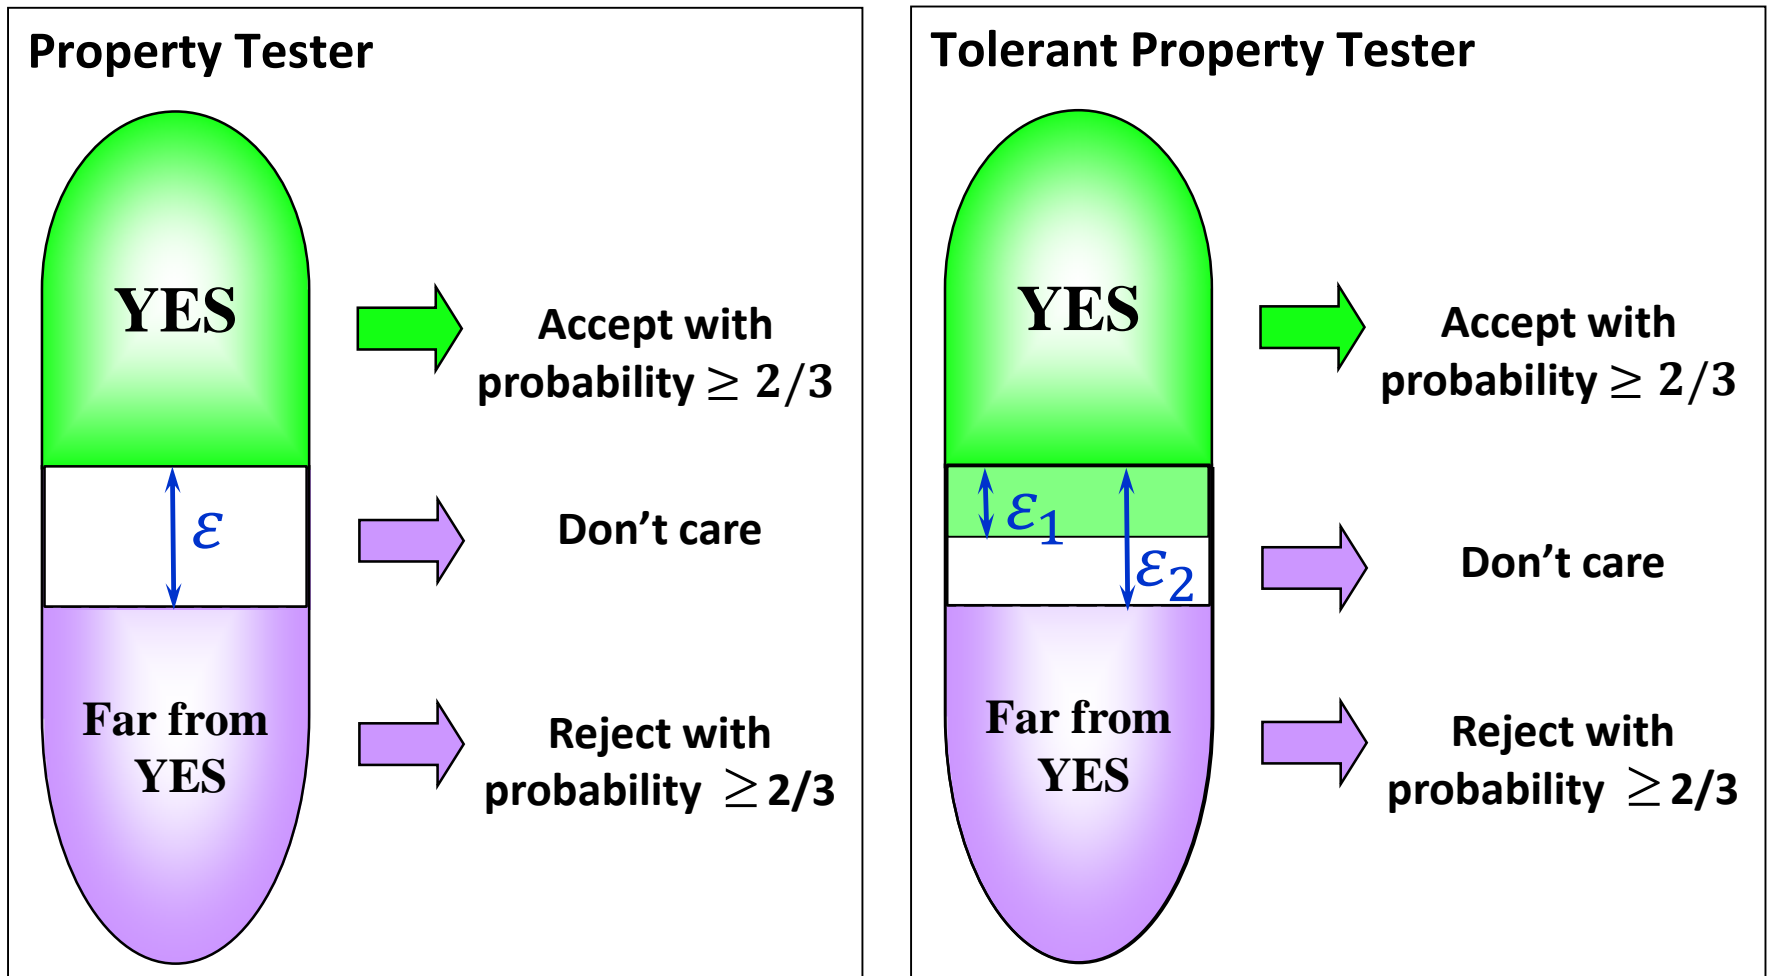 Property Tester
YES
Accept with
probability ≥ 2/3
ε
Don’t care
Far from
YES
Reject with
probability ≥ 2/3
Tolerant Property Tester
YES
Accept with
probability ≥ 2/3
ε₁
ε₂
Don’t care
Far from
YES
Reject with
probability ≥ 2/3